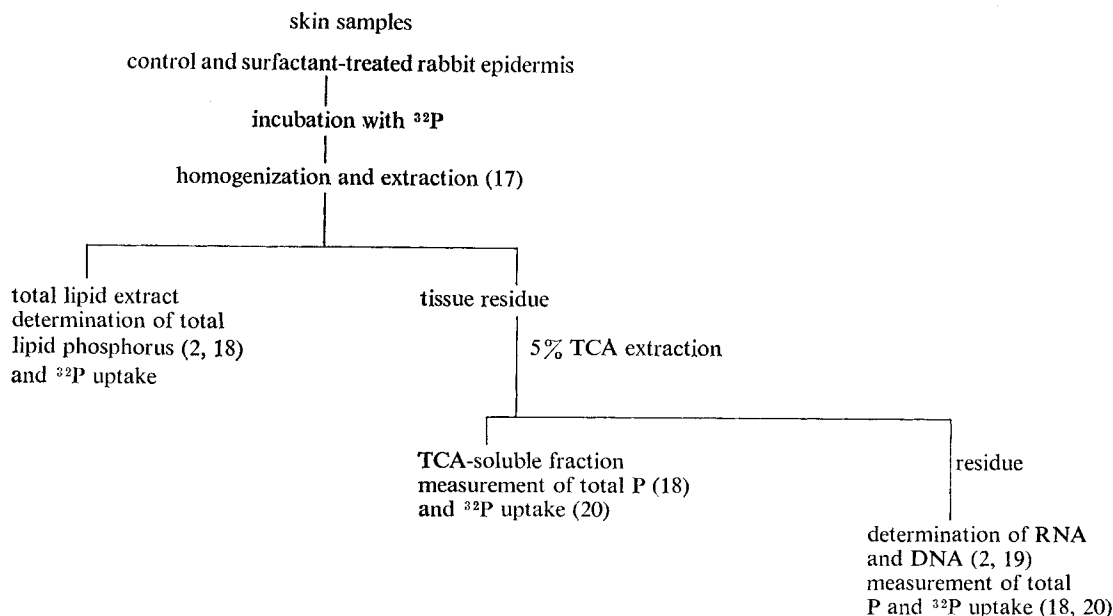 skin samples
control and surfactant-treated rabbit epidermis
incubation with ³²P
homogenization and extraction (17)
total lipid extract
determination of total
lipid phosphorus (2, 18)
and ³²P uptake
tissue residue
5% TCA extraction
TCA-soluble fraction
measurement of total P (18)
and ³²P uptake (20)
residue
determination of RNA
and DNA (2, 19)
measurement of total
P and ³²P uptake (18, 20)